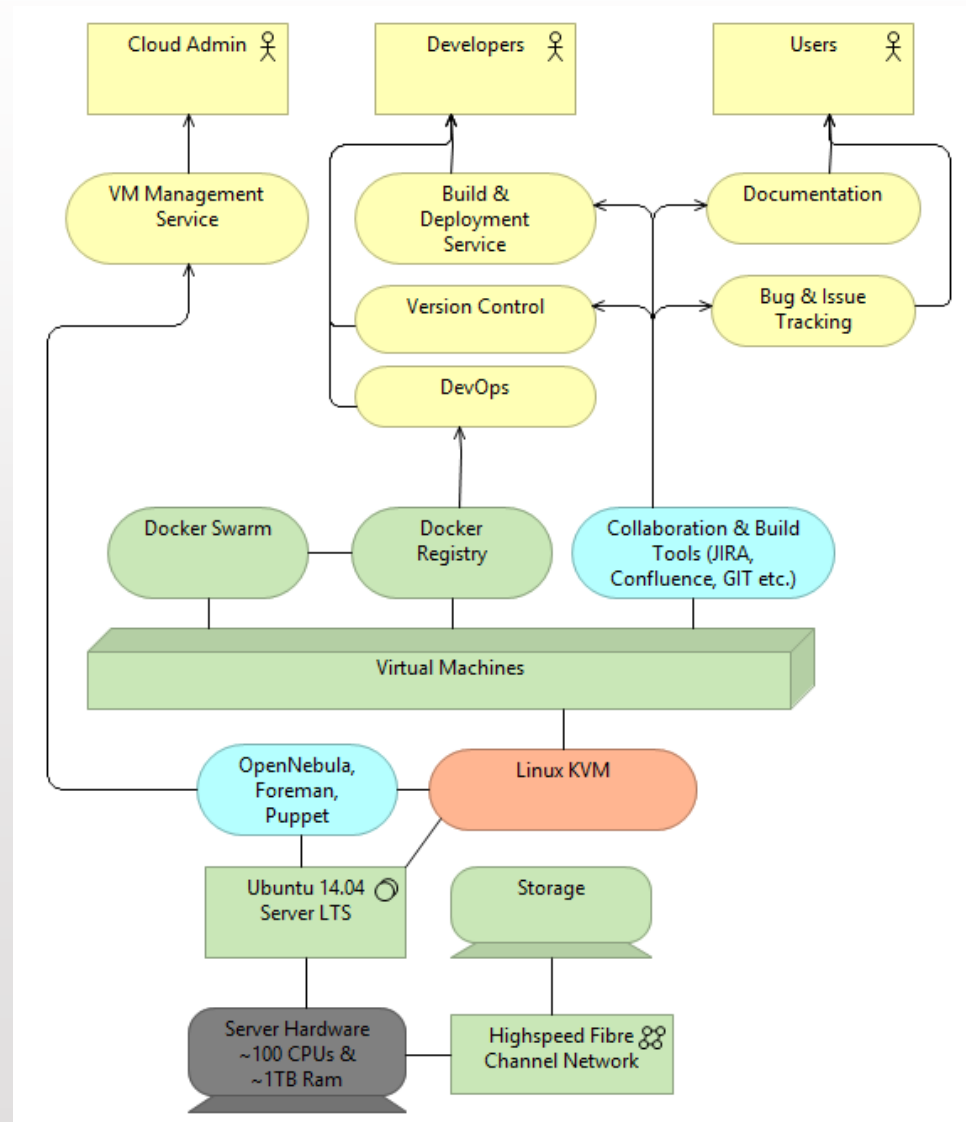 Cloud Admin
Developers
Users
VM Management
Service
Build &
Deployment
Service
Documentation
Version Control
Bug & Issue
Tracking
DevOps
Docker Swarm
Docker
Registry
Collaboration & Build
Tools (JIRA,
Confluence, GIT etc.)
Virtual Machines
OpenNebula,
Foreman,
Puppet
Linux KVM
Ubuntu 14.04
Server LTS
Storage
Server Hardware
~100 CPUs &
~1TB Ram
Highspeed Fibre
Channel Network